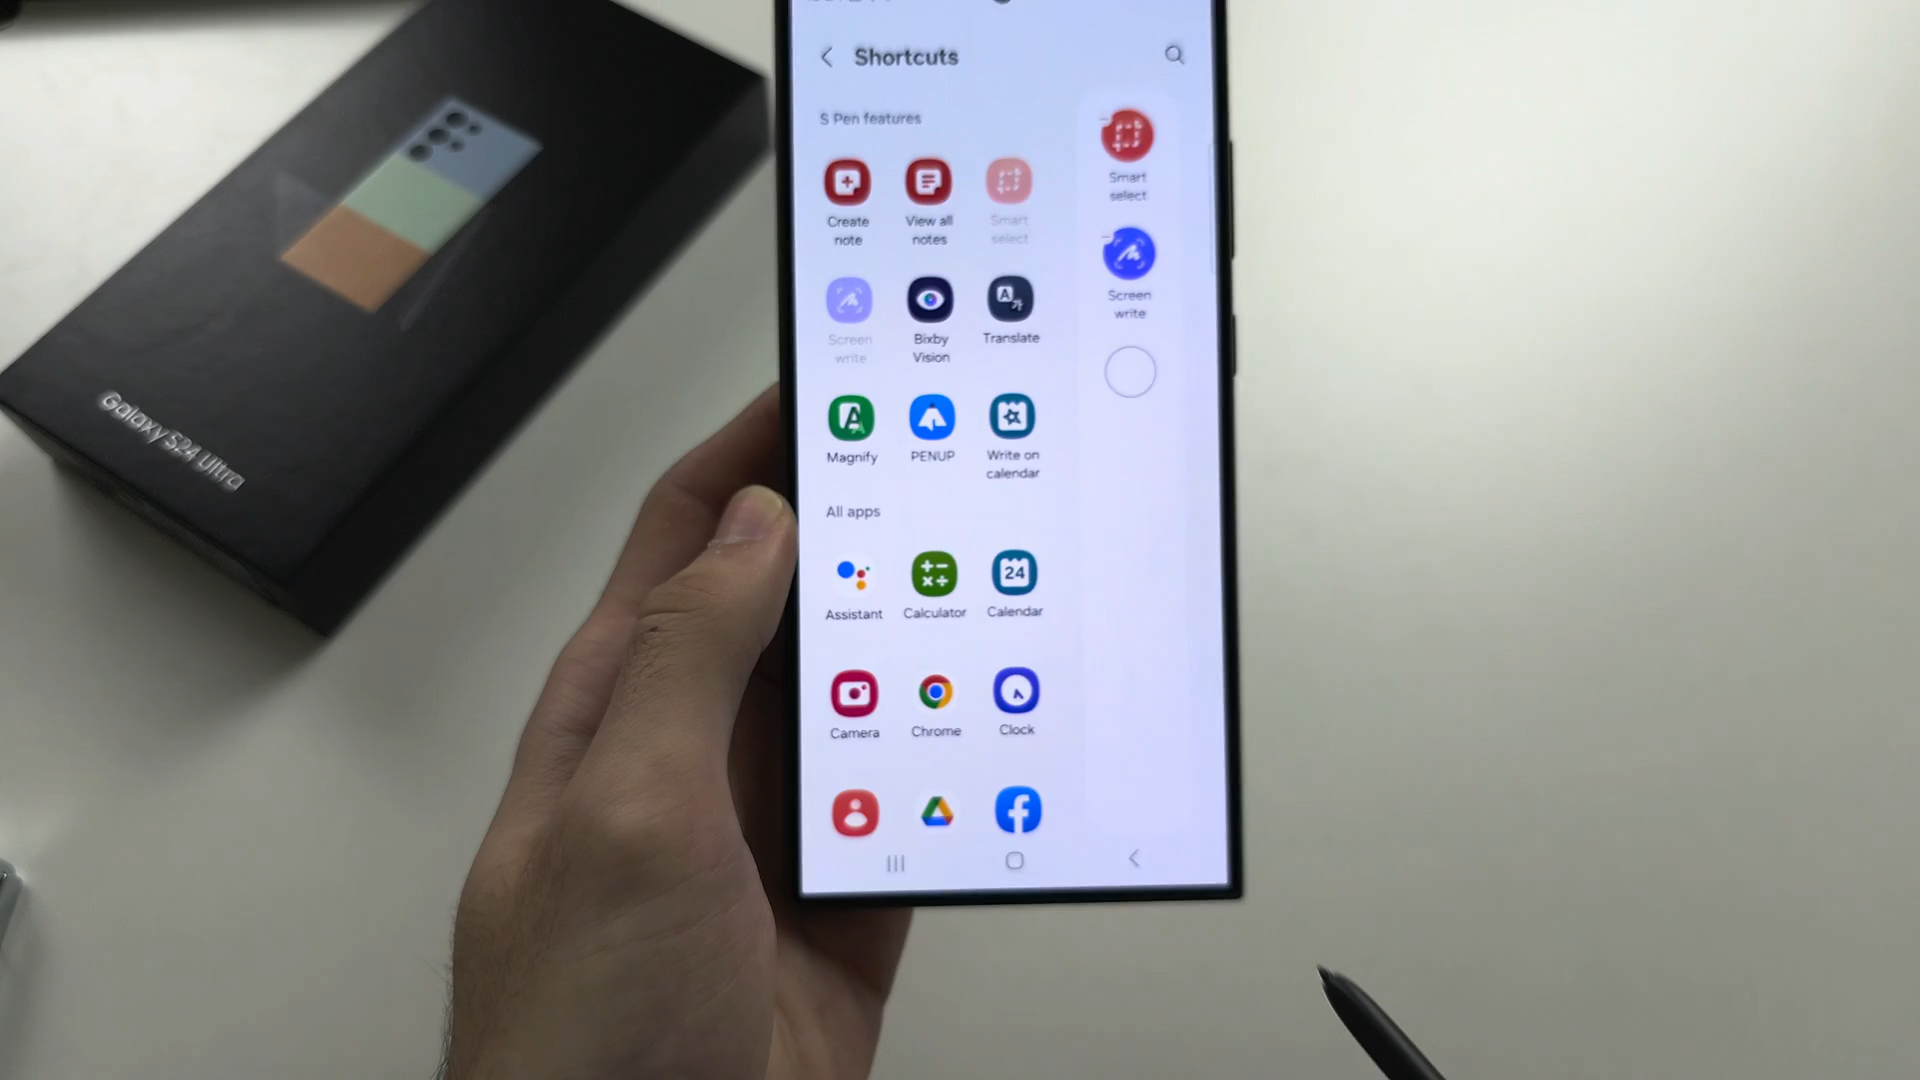 Galaxy S24 Ultra
Shortcuts
S Pen features
Create
note
View all
notes
Smart
select
Screen
write
Bixby
Vision
Translate
Magnify
PENUP
Write on
calendar
All apps
Assistant
Calculator
24
Calendar
Camera
Chrome
Clock
Smart
select
Screen
write